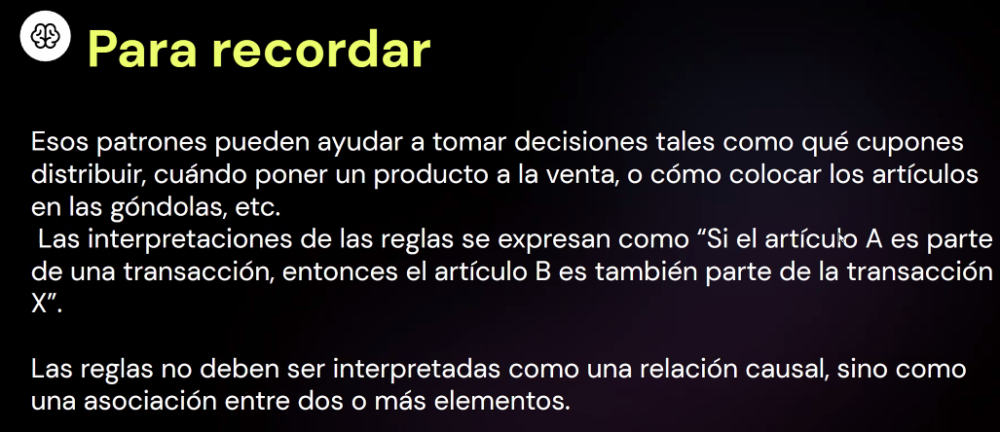 Para recordar
Esos patrones pueden ayudar a tomar decisiones tales como qué cupones
distribuir, cuándo poner un producto a la venta, o cómo colocar los artículos
en las góndolas, etc.
Las interpretaciones de las reglas se expresan como “Si el artículo A es parte
de una transacción, entonces el artículo B es también parte de la transacción
X”.
Las reglas no deben ser interpretadas como una relación causal, sino como
una asociación entre dos o más elementos.